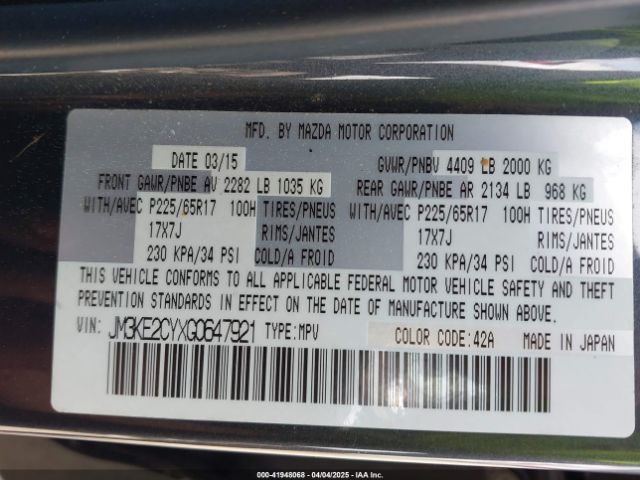 MFD. BY MAZDA MOTOR CORPORATION
DATE 03/15 GVWR/PNBV 4409 LB 2000 KG
FRONT GAWR/PNBE AV 2282 LB 1035 KG REAR GAWR/PNBE AR 2134 LB 968 KG
WITH/AVEC P225/65R17 100H TIRES/PNEUS WITH/AVEC P225/65R17 100H TIRES/PNEUS
17X7J RIMS/JANTES 17X7J RIMS/JANTES
230 KPA/34 PSI COLD/A FROID 230 KPA/34 PSI COLD/A FROID
THIS VEHICLE CONFORMS TO ALL APPLICABLE FEDERAL MOTOR VEHICLE SAFETY AND THEFT
PREVENTION STANDARDS IN EFFECT ON THE DATE OF MANUFACTURE SHOWN ABOVE.
VIN: JM3KE2CYXG0647921 TYPE:MPV COLOR CODE:42A MADE IN JAPAN
000-41948068 - 04/04/2025 - IAA Inc.